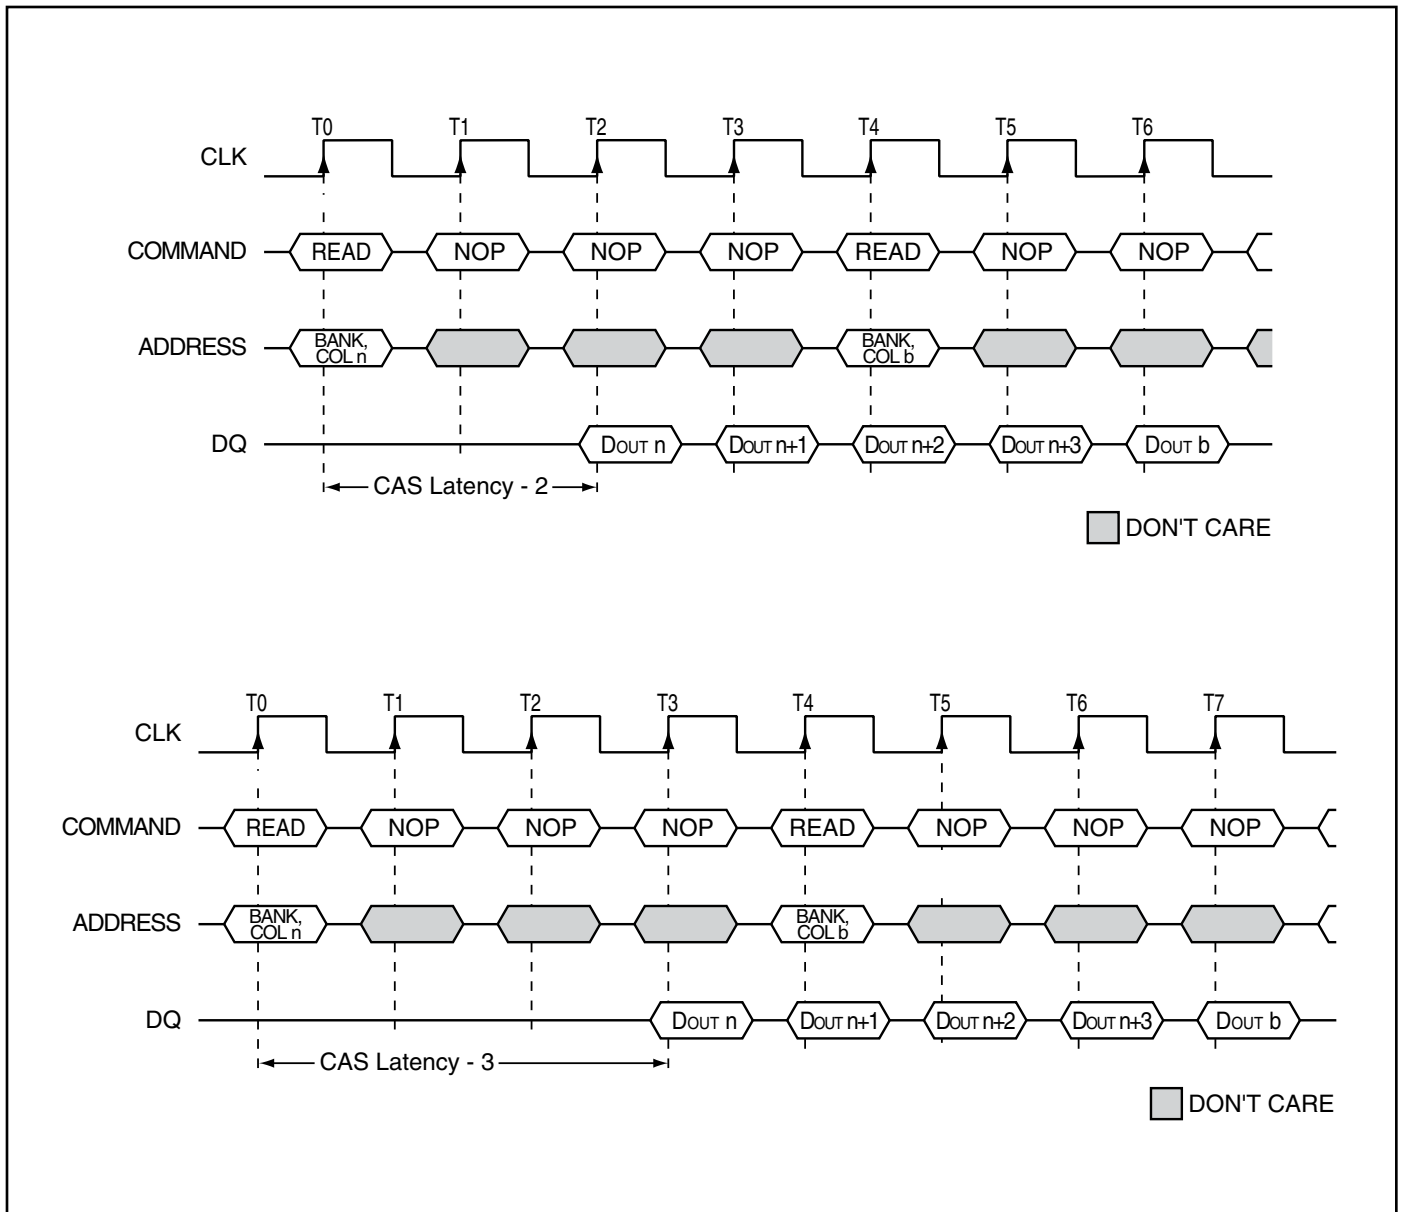 T0 T1 T2 T3 T4 T5 T6
CLK
COMMAND READ NOP NOP NOP READ NOP NOP
ADDRESS BANK, COL n BANK, COL b
DQ DOUT n DOUT n+1 DOUT n+2 DOUT n+3 DOUT b
CAS Latency - 2
DON'T CARE
T0 T1 T2 T3 T4 T5 T6 T7
CLK
COMMAND READ NOP NOP NOP READ NOP NOP NOP
ADDRESS BANK, COL n BANK, COL b
DQ DOUT n DOUT n+1 DOUT n+2 DOUT n+3 DOUT b
CAS Latency - 3
DON'T CARE